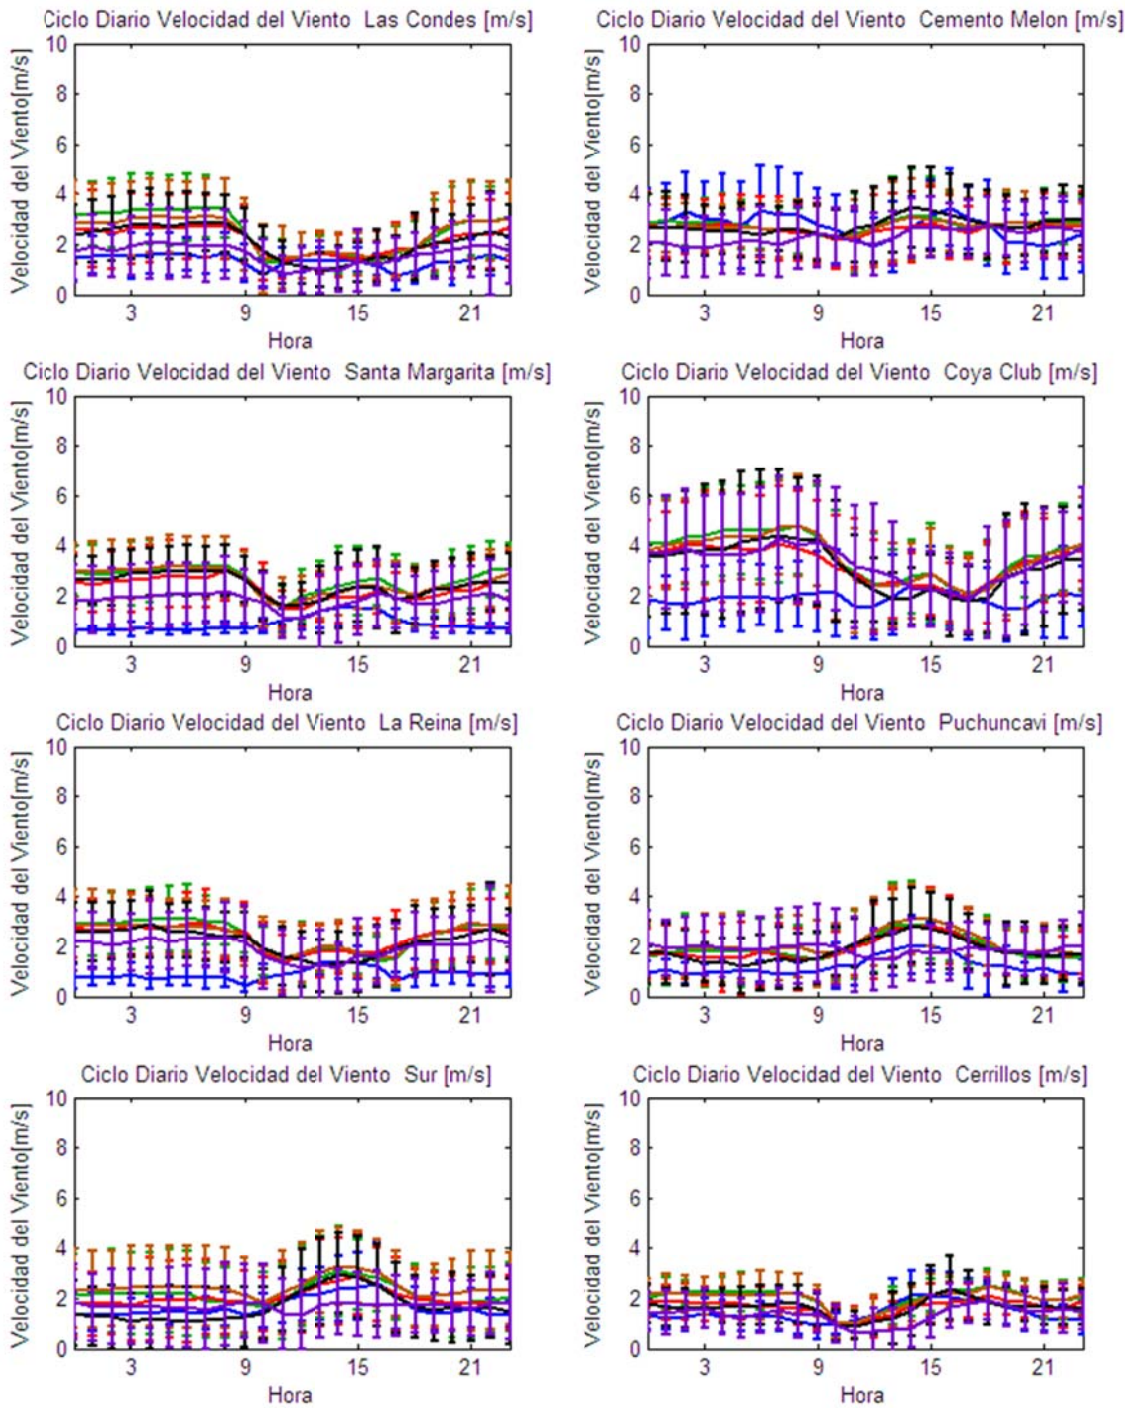 Ciclo Diario Velocidad del Viento Las Condes [m/s]
Velocidad del Viento[m/s]
10
8
6
4
2
0
3 9 15 21
Hora
Ciclo Diario Velocidad del Viento Cemento Melon [m/s]
Velocidad del Viento[m/s]
10
8
6
4
2
0
3 9 15 21
Hora
Ciclo Diario Velocidad del Viento Santa Margarita [m/s]
Velocidad del Viento[m/s]
10
8
6
4
2
0
3 9 15 21
Hora
Ciclo Diario Velocidad del Viento Coya Club [m/s]
Velocidad del Viento[m/s]
10
8
6
4
2
0
3 9 15 21
Hora
Ciclo Diario Velocidad del Viento La Reina [m/s]
Velocidad del Viento[m/s]
10
8
6
4
2
0
3 9 15 21
Hora
Ciclo Diario Velocidad del Viento Puchuncavi [m/s]
Velocidad del Viento[m/s]
10
8
6
4
2
0
3 9 15 21
Hora
Ciclo Diario Velocidad del Viento Sur [m/s]
Velocidad del Viento[m/s]
10
8
6
4
2
0
3 9 15 21
Hora
Ciclo Diario Velocidad del Viento Cerrillos [m/s]
Velocidad del Viento[m/s]
10
8
6
4
2
0
3 9 15 21
Hora